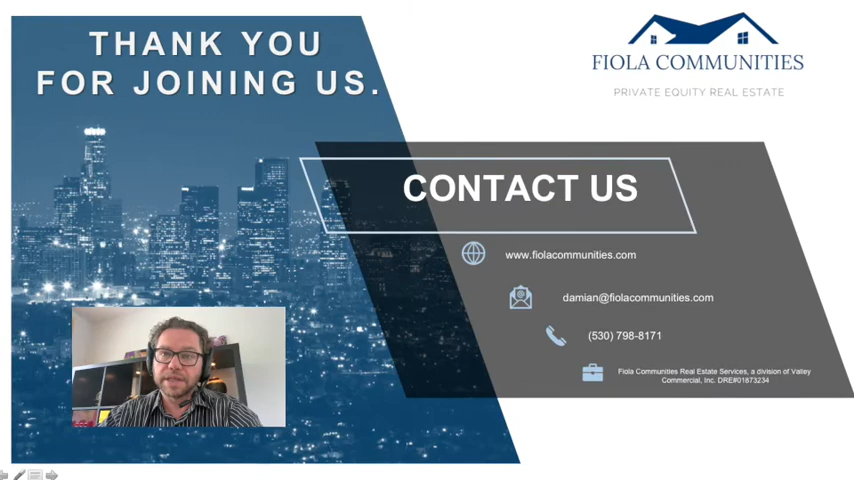 THANK YOU
FOR JOINING US.
FIOLA COMMUNITIES
PRIVATE EQUITY REAL ESTATE
CONTACT US
www.fiolacommunities.com
damian@fiolacommunities.com
(530) 798-8171
Fiola Communities Real Estate Services, a division of Valley
Commercial, Inc. DRE#01873234